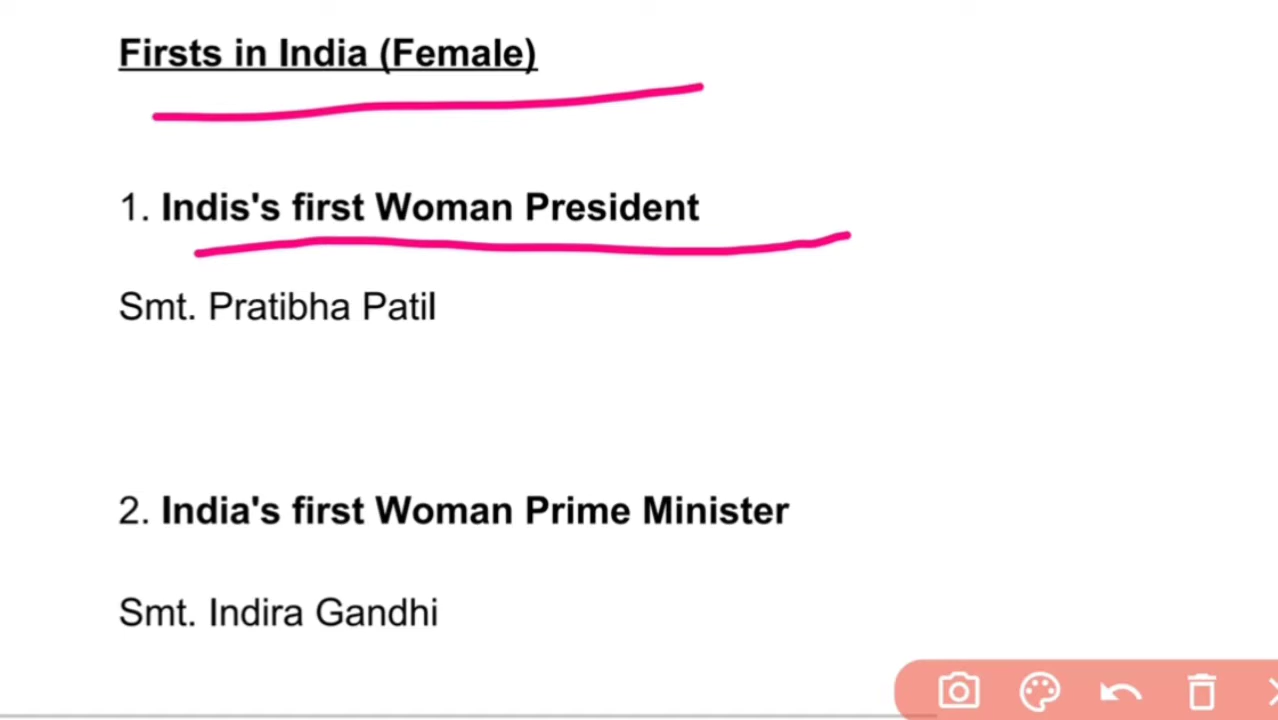 Firsts in India (Female)
1. Indis's first Woman President
Smt. Pratibha Patil
2. India's first Woman Prime Minister
Smt. Indira Gandhi